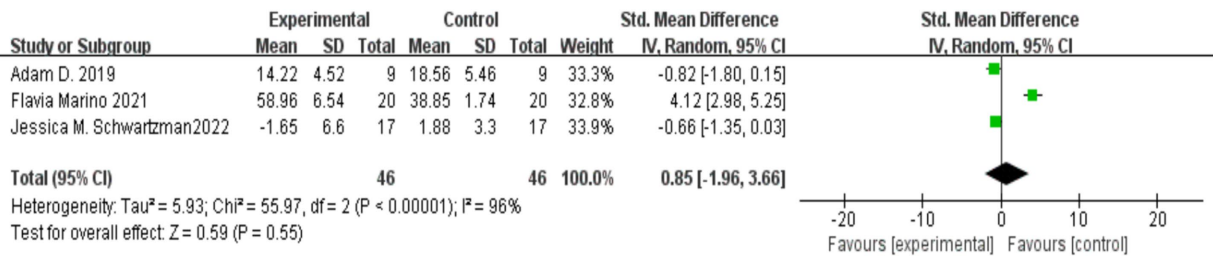 Experimental Control Std. Mean Difference Std. Mean Difference
Study or Subgroup Mean SD Total Mean SD Total Weight IV, Random, 95% CI IV, Random, 95% CI
Adam D. 2019 14.22 4.52 9 18.56 5.46 9 33.3% -0.82 [-1.80, 0.15]
Flavia Marino 2021 58.96 6.54 20 38.85 1.74 20 32.8% 4.12 [2.98, 5.25]
Jessica M. Schwartzman2022 -1.65 6.6 17 1.88 3.3 17 33.9% -0.66 [-1.35, 0.03]
Total (95% CI) 46 46 100.0% 0.85 [-1.96, 3.66]
Heterogeneity: Tau² = 5.93; Chi² = 55.97, df = 2 (P < 0.00001); I² = 96%
Test for overall effect: Z = 0.59 (P = 0.55)
-20 -10 0 10 20
Favours [experimental] Favours [control]